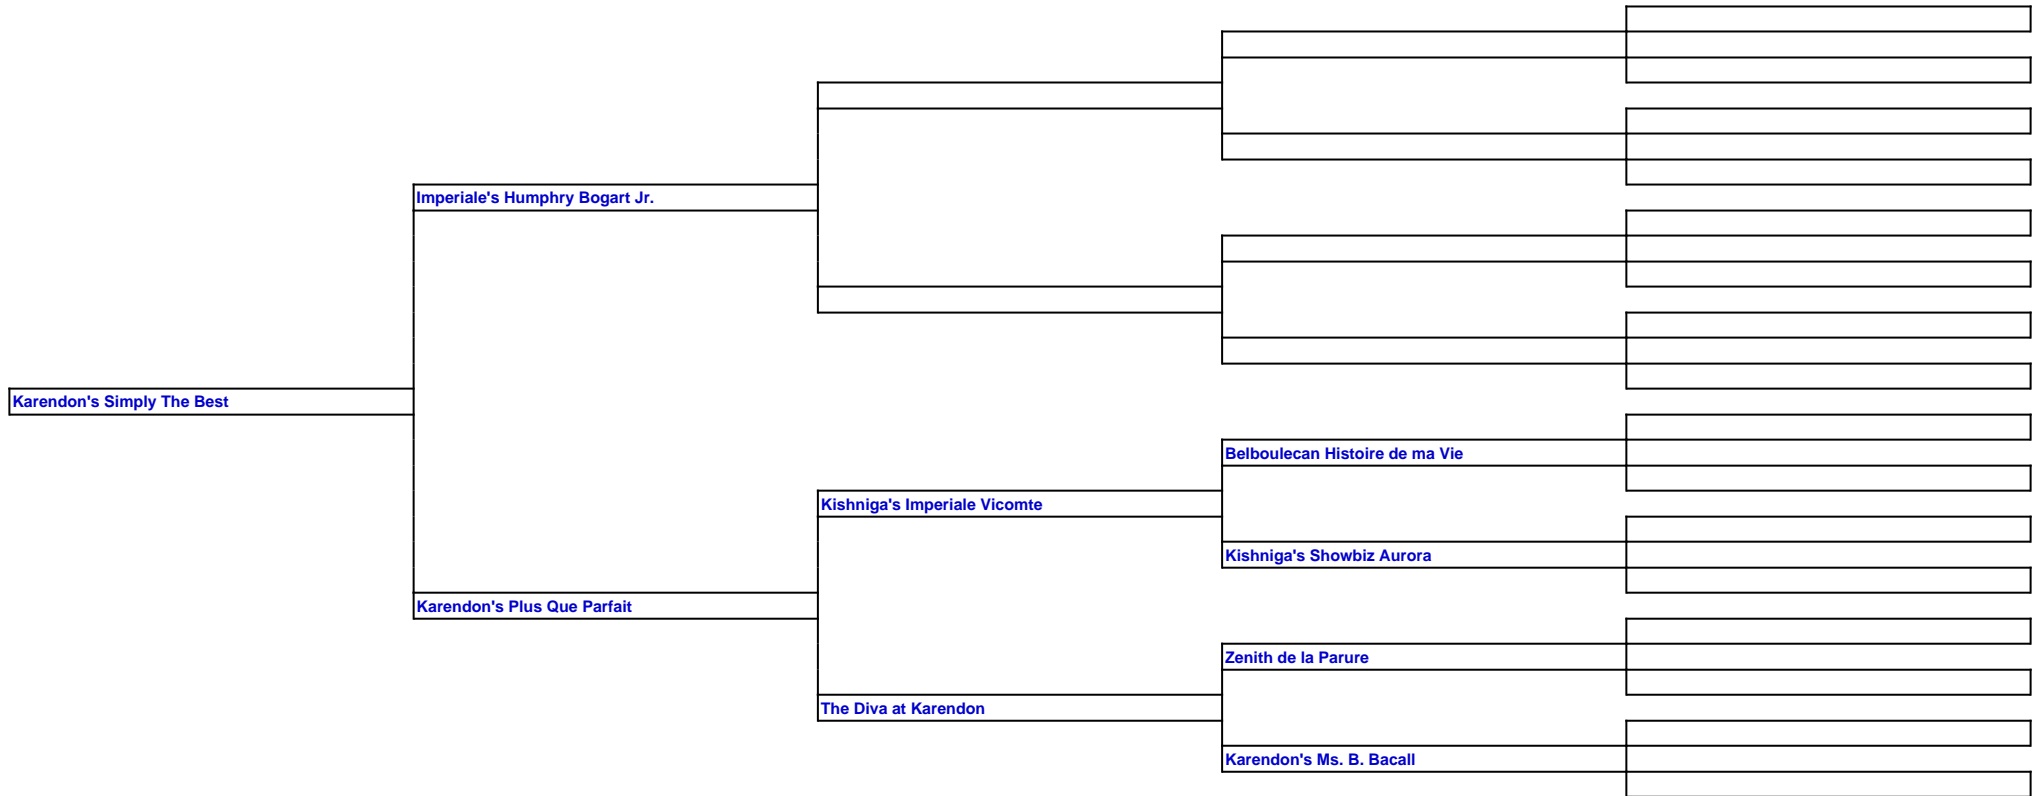 Imperiale's Humphry Bogart Jr.
Karendon's Simply The Best
Belboulecan Histoire de ma Vie
Kishniga's Imperiale Vicomte
Kishniga's Showbiz Aurora
Karendon's Plus Que Parfait
Zenith de la Parure
The Diva at Karendon
Karendon's Ms. B. Bacall